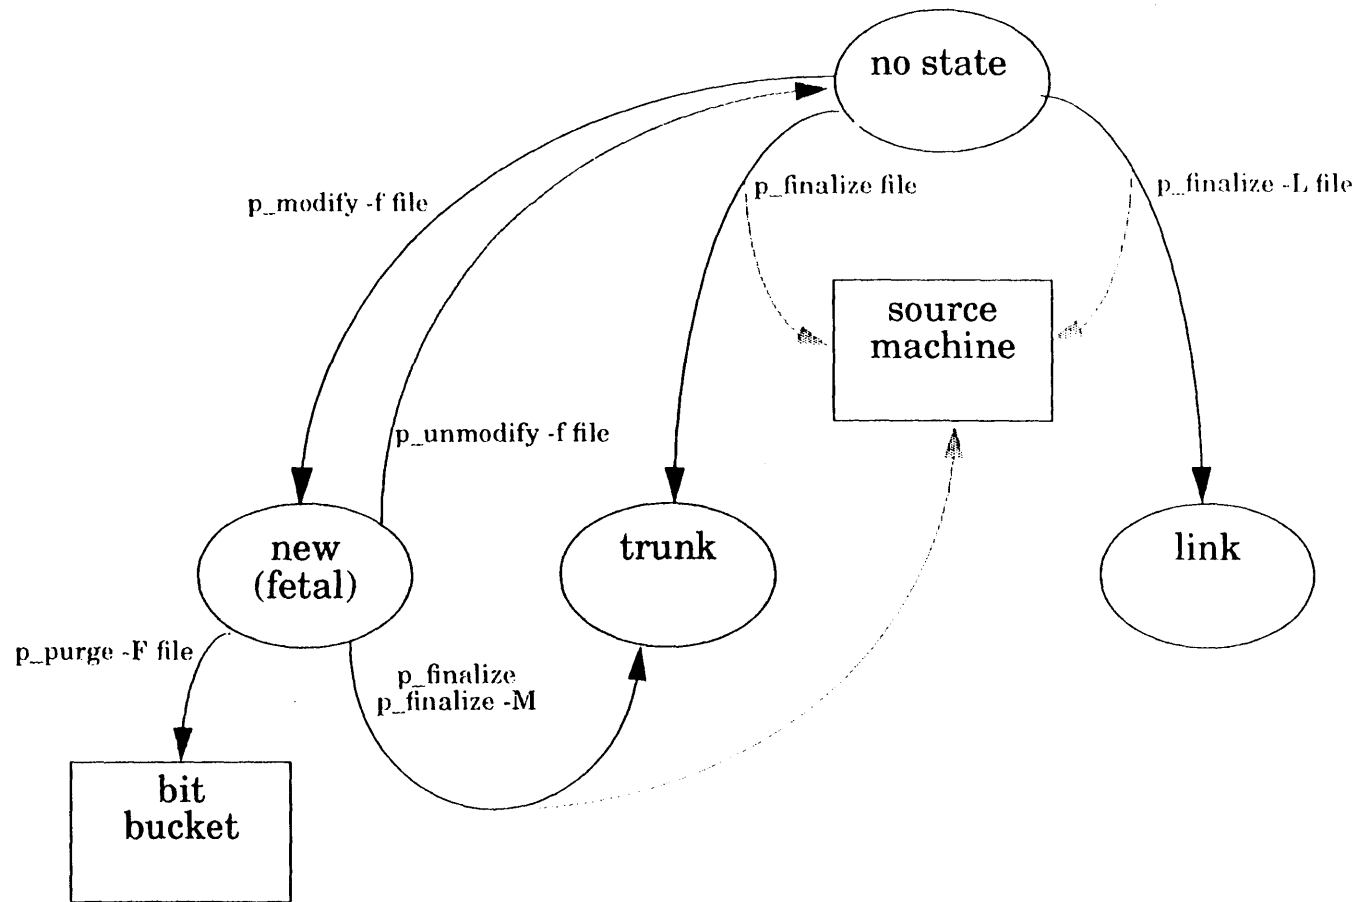 no state
p_modify -f file
p_finalize file
p_finalize -L file
source
machine
p_unmodify -f file
new
(fetal)
trunk
link
p_purge -F file
p_finalize
p_finalize -M
bit
bucket